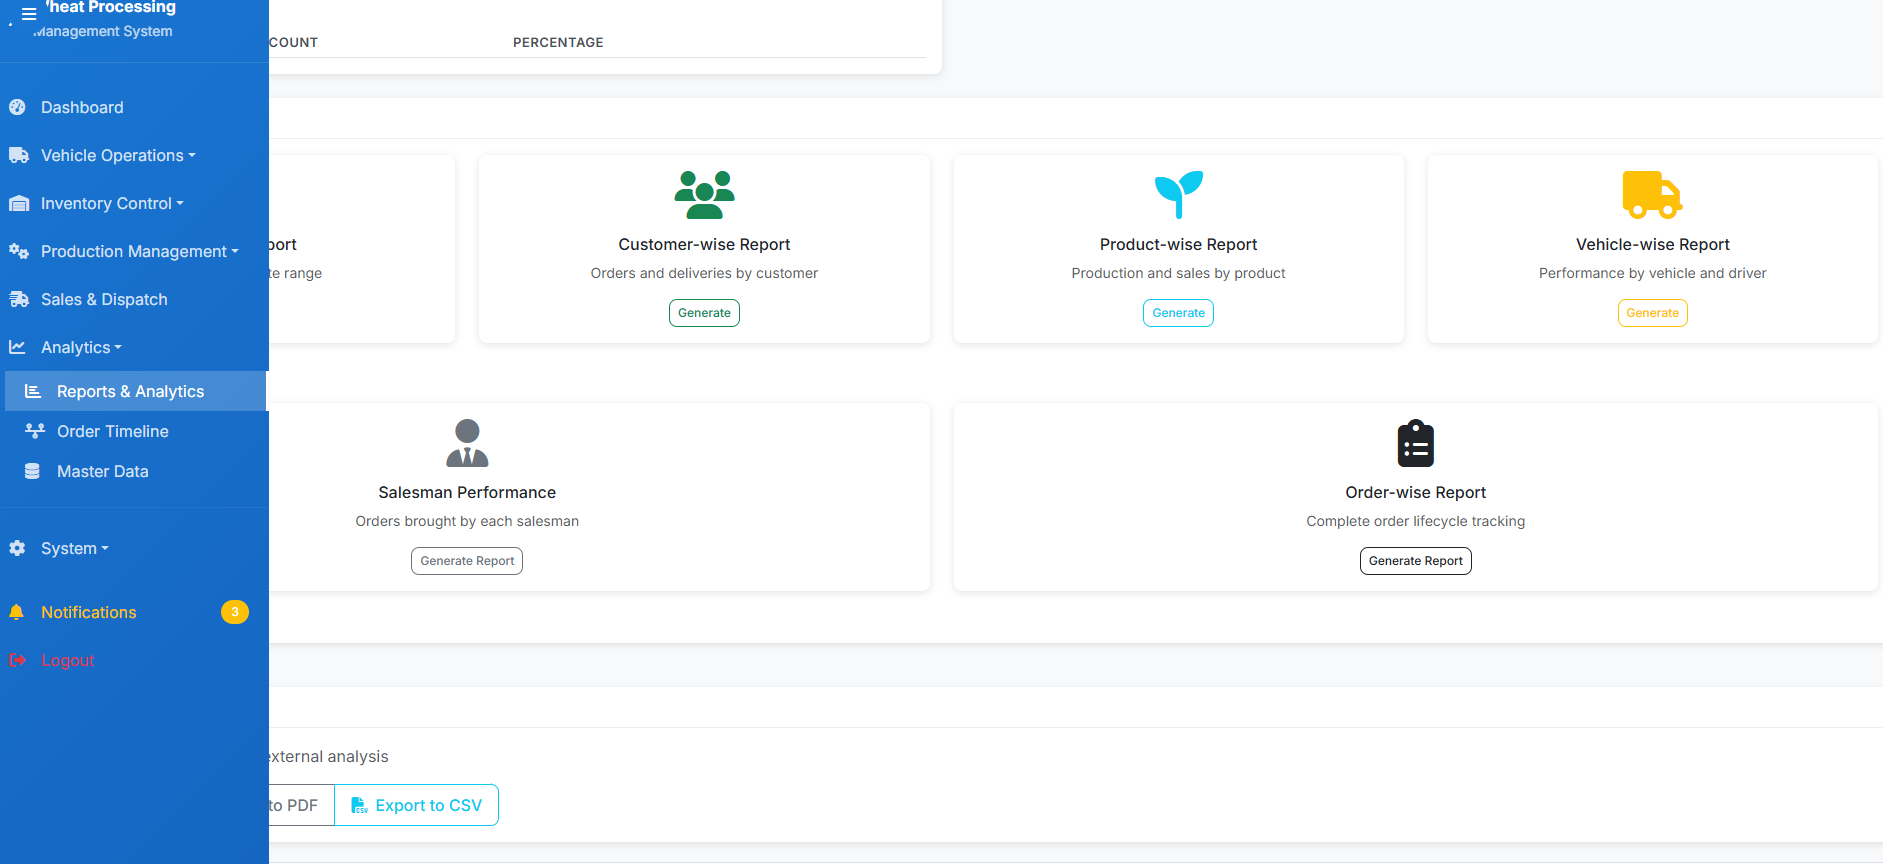 heat Processing
Management System
COUNT PERCENTAGE
Dashboard
Vehicle Operations
Inventory Control
Production Management
Sales & Dispatch
Analytics
Reports & Analytics
Order Timeline
Master Data
System
Notifications 3
Logout
port
te range
Customer-wise Report
Orders and deliveries by customer
Generate
Product-wise Report
Production and sales by product
Generate
Vehicle-wise Report
Performance by vehicle and driver
Generate
Salesman Performance
Orders brought by each salesman
Generate Report
Order-wise Report
Complete order lifecycle tracking
Generate Report
external analysis
to PDF
CSV Export to CSV